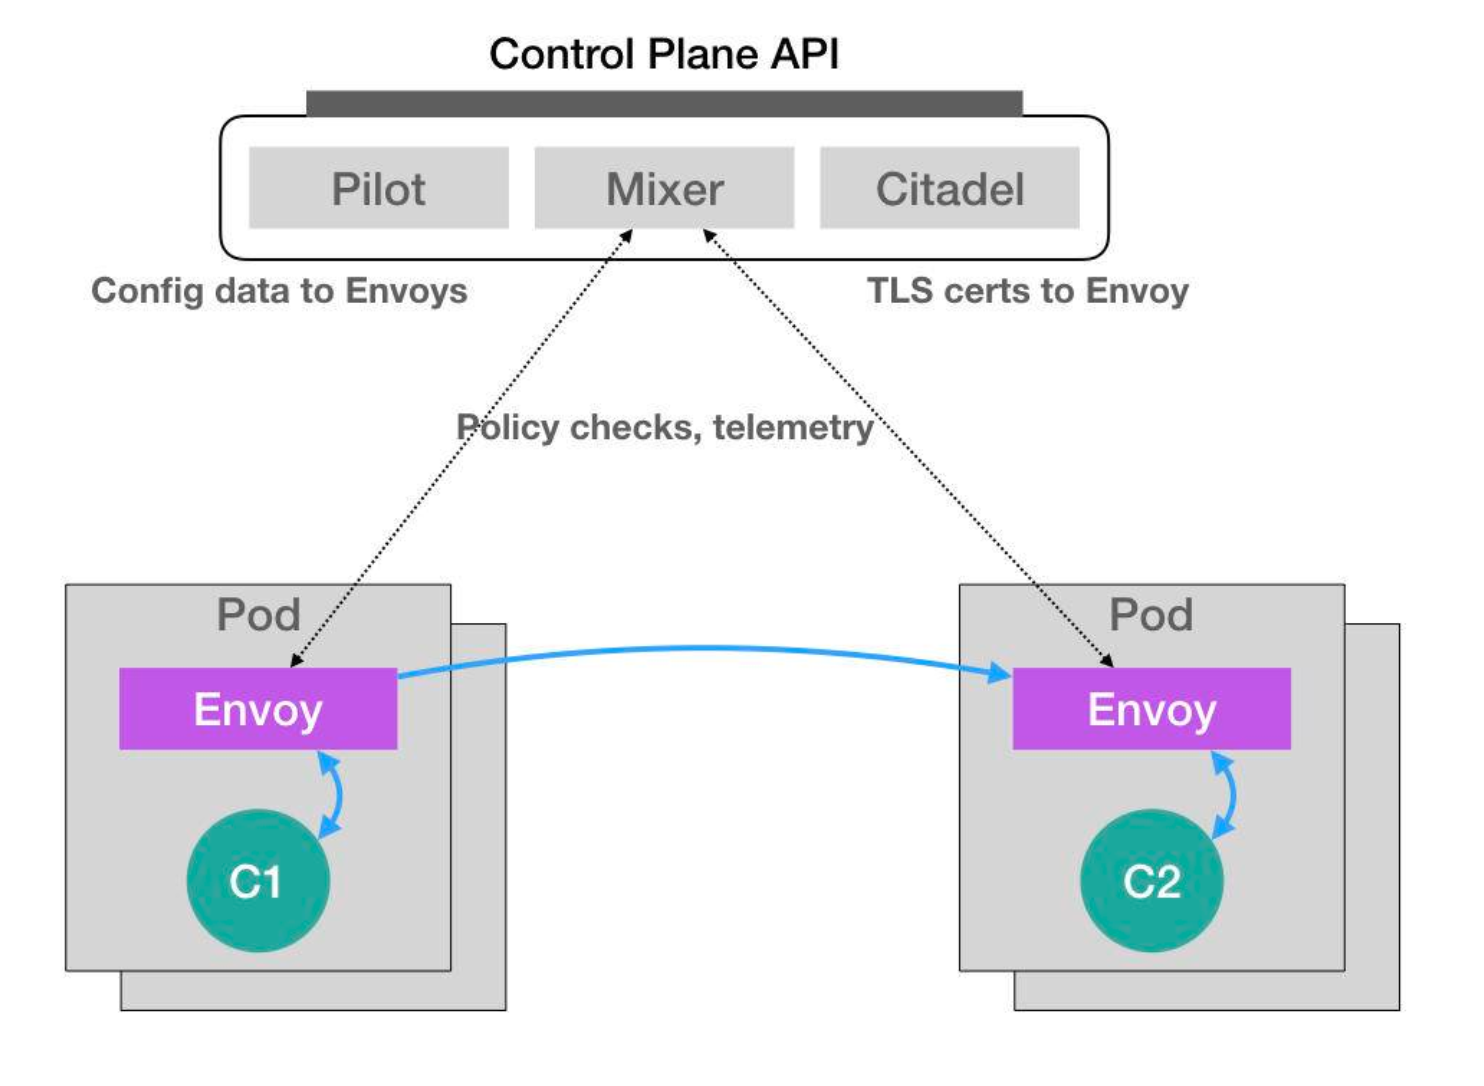 Control Plane API
Pilot
Mixer
Citadel
Config data to Envoys
TLS certs to Envoy
Policy checks, telemetry
Pod
Pod
Envoy
Envoy
C1
C2